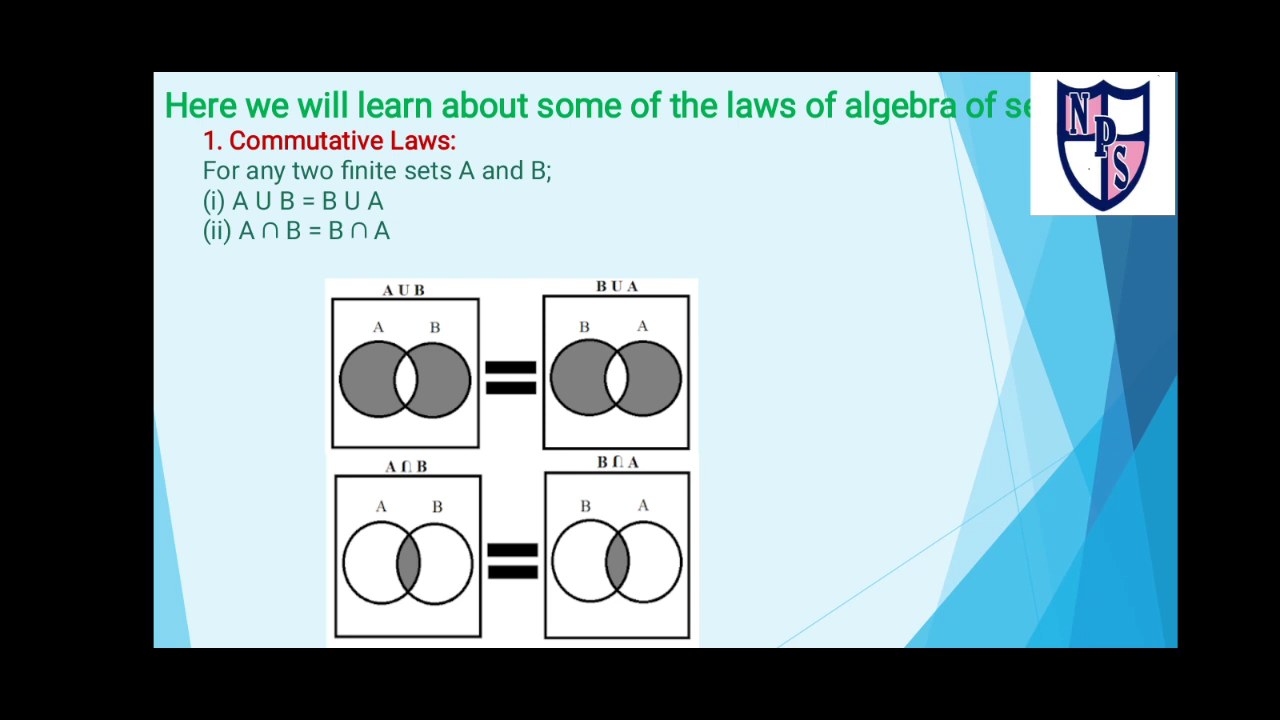 Here we will learn about some of the laws of algebra of
1. Commutative Laws:
For any two finite sets A and B;
(i) A U B = B U A
(ii) A ∩ B = B ∩ A
NPS
A U B
B U A
A B
B A
A ∩ B
B ∩ A
A B
B A